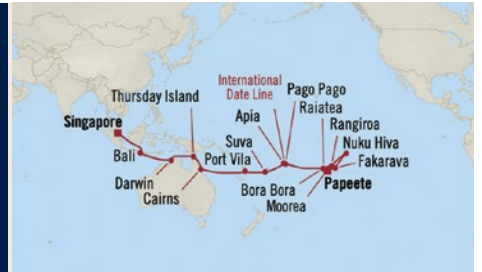 International
Date Line
Pago Pago
Thursday Island
Apia
Raiatea
Rangiroa
Singapore
Suva
Nuku Hiva
Bali
Port Vila
Fakarava
Darwin
Bora Bora
Papeete
Cairns
Moorea